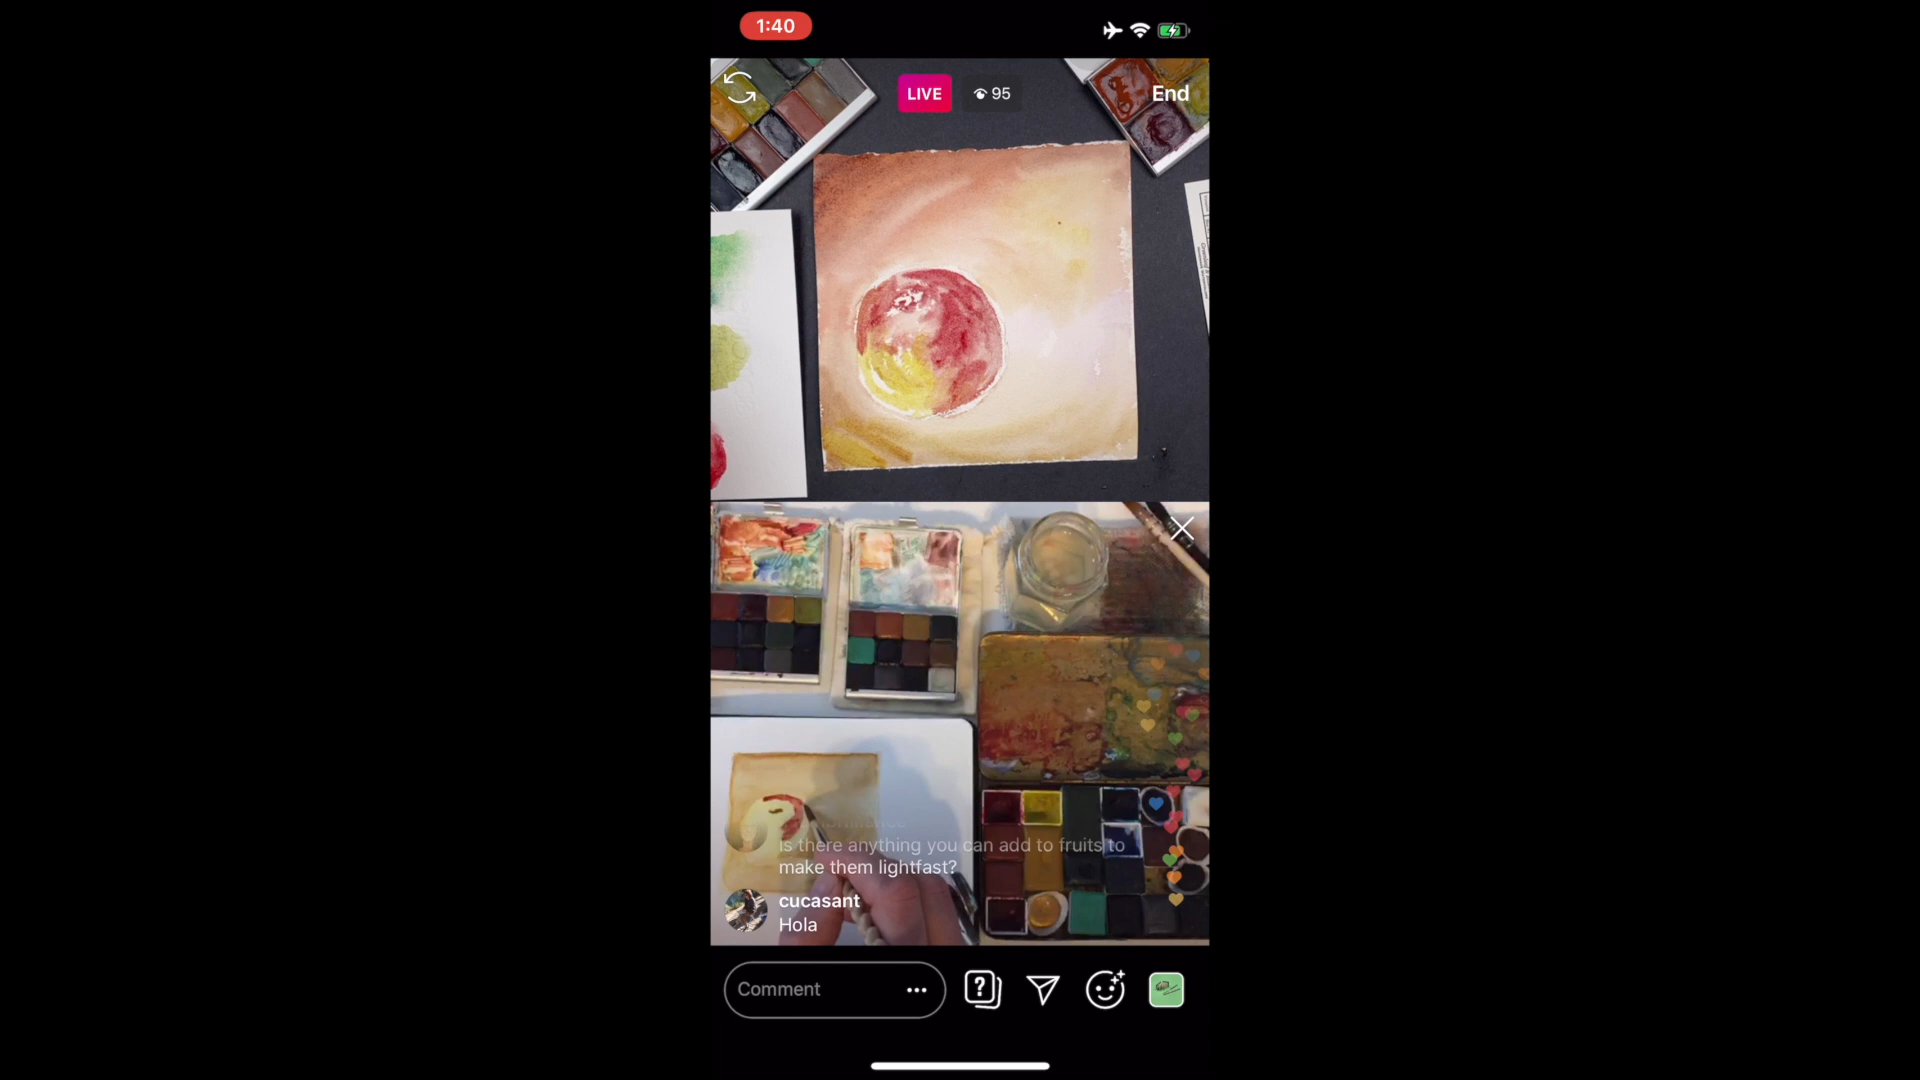 1:40
LIVE
95
End
is there anything you can add to fruits to
make them lightfast?
cucasant
Hola
Comment
?